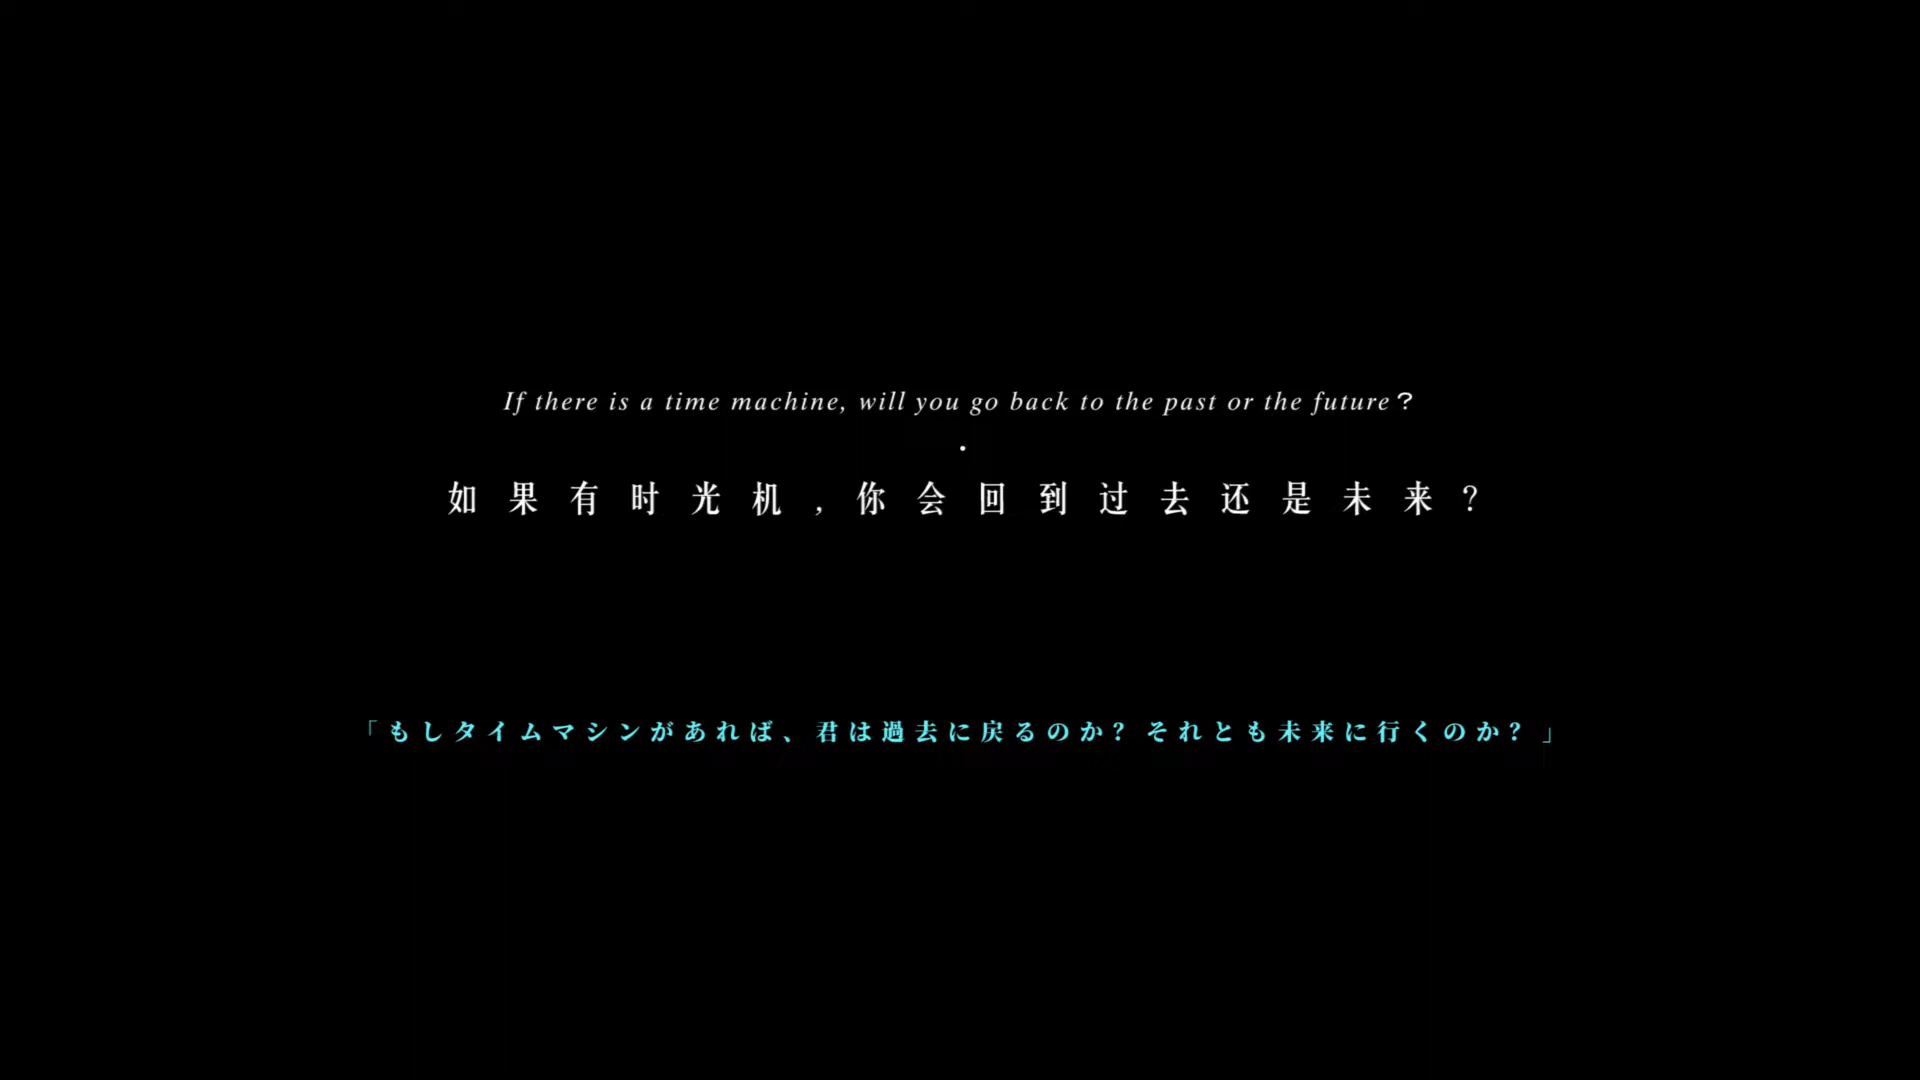 If there is a time machine, will you go back to the past or the future？
·
如果有时光机，你会回到过去还是未来？
「もしタイムマシンがあれば、君は過去に戻るのか？それとも未来に行くのか？」